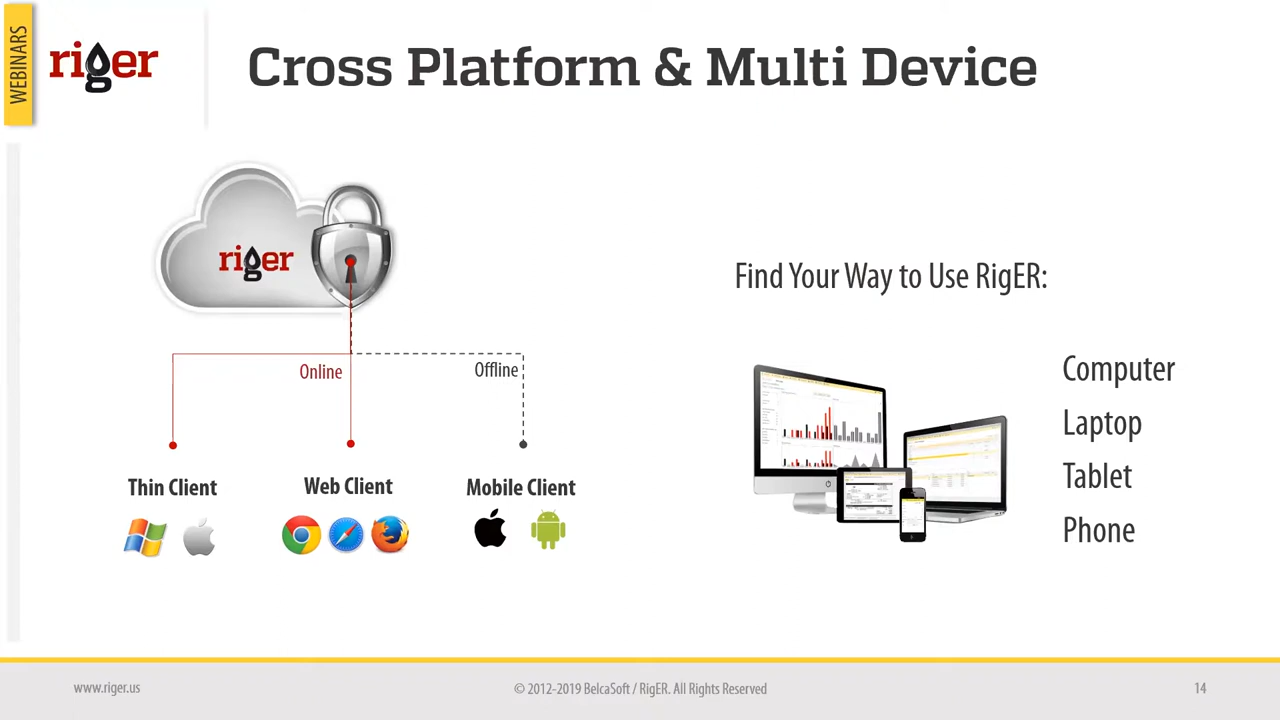 WEBINARS
riger
Cross Platform & Multi Device
riger
Online
Offline
Thin Client
Web Client
Mobile Client
Find Your Way to Use RigER:
Computer
Laptop
Tablet
Phone
www.riger.us
© 2012-2019 BelcaSoft / RigER. All Rights Reserved
14